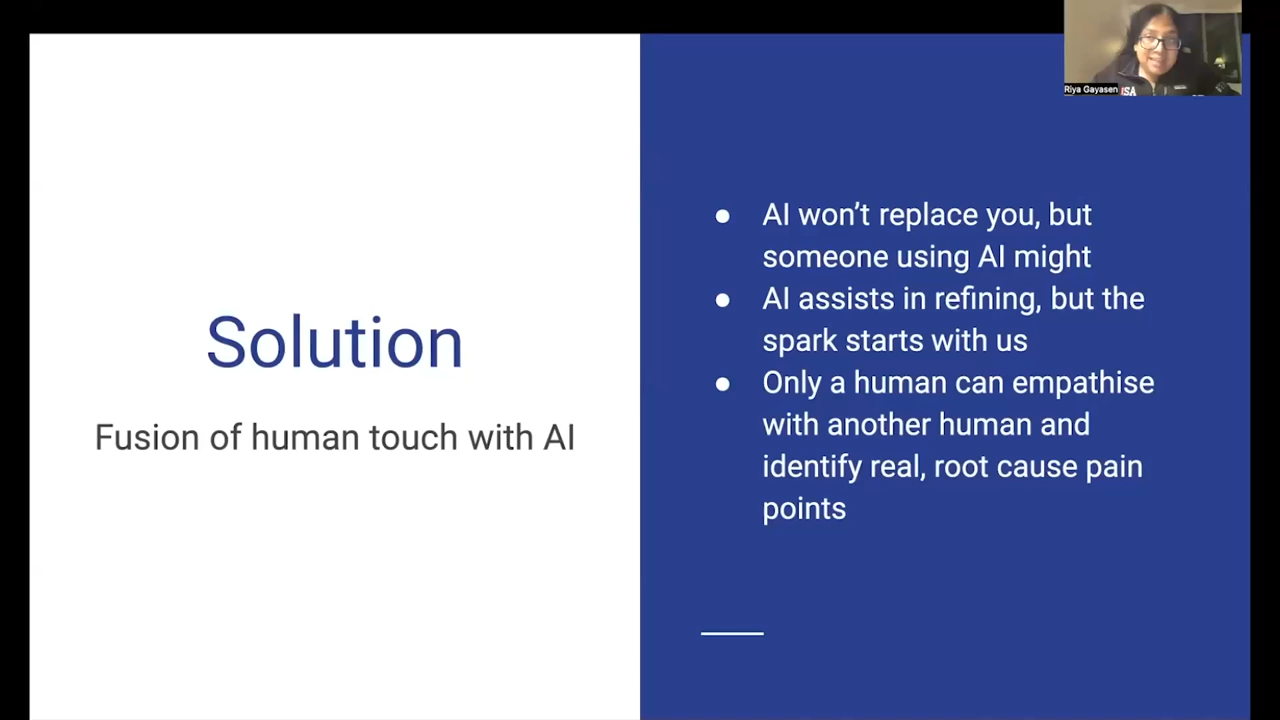 Riya Gayasen
USA
Solution
Fusion of human touch with AI
● AI won’t replace you, but
someone using AI might
● AI assists in refining, but the
spark starts with us
● Only a human can empathise
with another human and
identify real, root cause pain
points